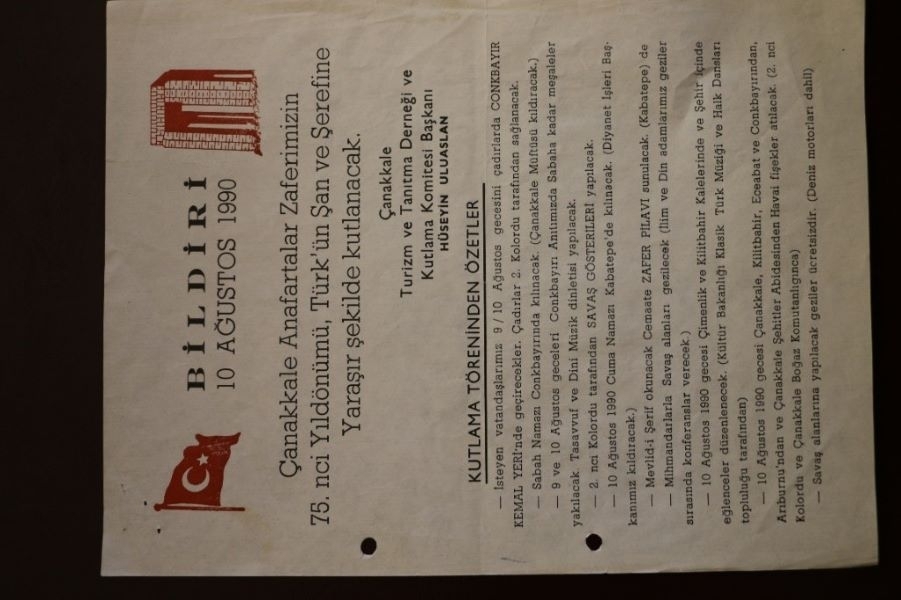 BİLDİRİ
10 AĞUSTOS 1990
Çanakkale Anafartalar Zaferimizin
75. nci Yıldönümü, Türk'ün Şan ve Şerefine
Yaraşır şekilde kutlanacak.
Çanakkale
Turizm ve Tanıtma Derneği ve
Kutlama Komitesi Başkanı
HÜSEYİN ULUASLAN
KUTLAMA TÖRENİNDEN ÖZETLER
— İsteyen vatandaşlarımız 9/10 Ağustos gecesini çadırlarda CONKBAYIR
KEMAL YERİ'nde geçirecekler. Çadırlar 2. Kolordu tarafından sağlanacak.
— Sabah Namazı Conkbayırında kılınacak. (Çanakkale Müftüsü kıldıracak.)
— 9 ve 10 Ağustos geceleri Conkbayırı Anıtımızda Sabaha kadar meşaleler
yakılacak. Tasavvuf ve Dini Müzik dinletisi yapılacak.
— 2. nci Kolordu tarafından SAVAŞ GÖSTERİLERİ yapılacak.
— 10 Ağustos 1990 Cuma Namazı Kabatepe'de kılınacak. (Diyanet İşleri Baş-
kanımız kıldıracak.)
— Mevlid-i Şerif okunacak Cemaate ZAFER PİLAVI sunulacak. (Kabatepe) de
— Mihmandarlarla Savaş alanları gezilecek (İlim ve Din adamlarımız geziler
sırasında konferanslar verecek.)
— 10 Ağustos 1990 gecesi Çimenlik ve Kilitbahir Kalelerinde ve Şehir içinde
eğlenceler düzenlenecek. (Kültür Bakanlığı Klasik Türk Müziği ve Halk Dansları
topluluğu tarafından)
— 10 Ağustos 1990 gecesi Çanakkale, Kilitbahir, Eceabat ve Conkbayırından,
Arıburnu'ndan ve Çanakkale Şehitler Abidesinden Havai fişekler atılacak. (2. nci
Kolordu ve Çanakkale Boğaz Komutanlığınca)
— Savaş alanlarına yapılacak geziler ücretsizdir. (Deniz motorları dahil)